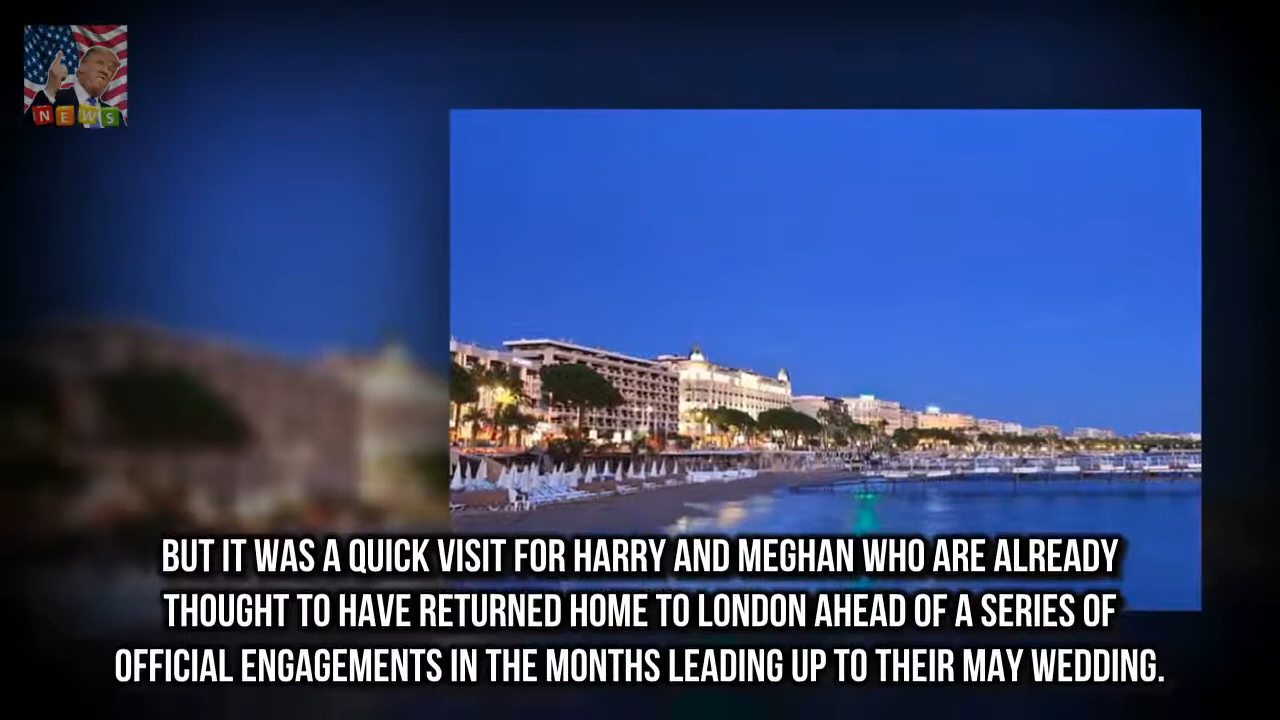 NEWS
BUT IT WAS A QUICK VISIT FOR HARRY AND MEGHAN WHO ARE ALREADY
THOUGHT TO HAVE RETURNED HOME TO LONDON AHEAD OF A SERIES OF
OFFICIAL ENGAGEMENTS IN THE MONTHS LEADING UP TO THEIR MAY WEDDING.